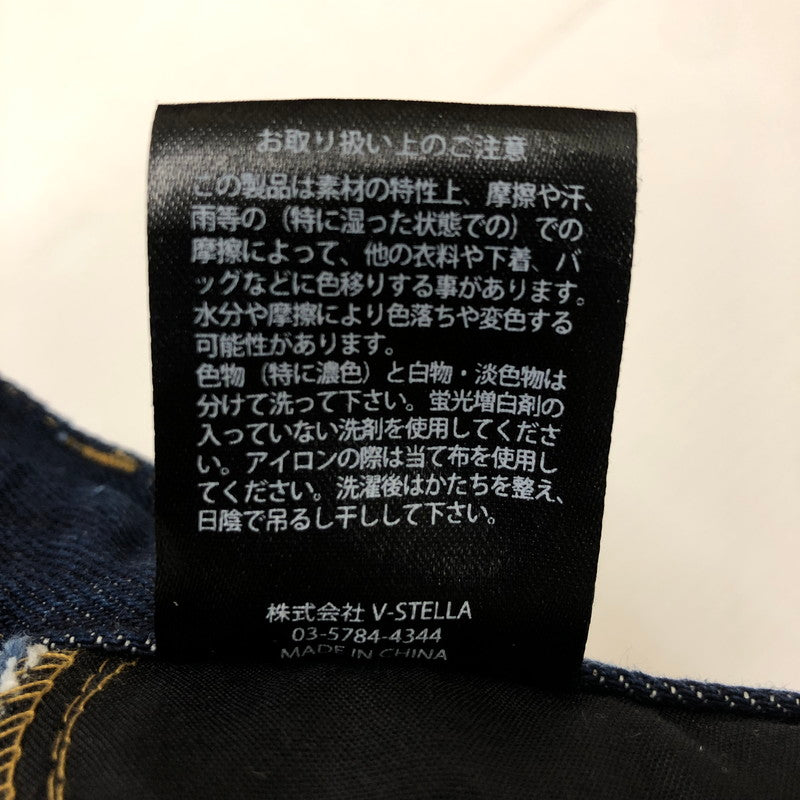 お取り扱い上のご注意
この製品は素材の特性上、摩擦や汗、
雨等の（特に湿った状態での）での
摩擦によって、他の衣料や下着、バ
ッグなどに色移りする事があります。
水分や摩擦により色落ちや変色する
可能性があります。
色物（特に濃色）と白物・淡色物は
分けて洗って下さい。蛍光増白剤の
入っていない洗剤を使用してくださ
い。アイロンの際は当て布を使用し
てください。洗濯後はかたちを整え、
日陰で吊るし干しして下さい。
株式会社 V-STELLA
03-5784-4344
MADE IN CHINA